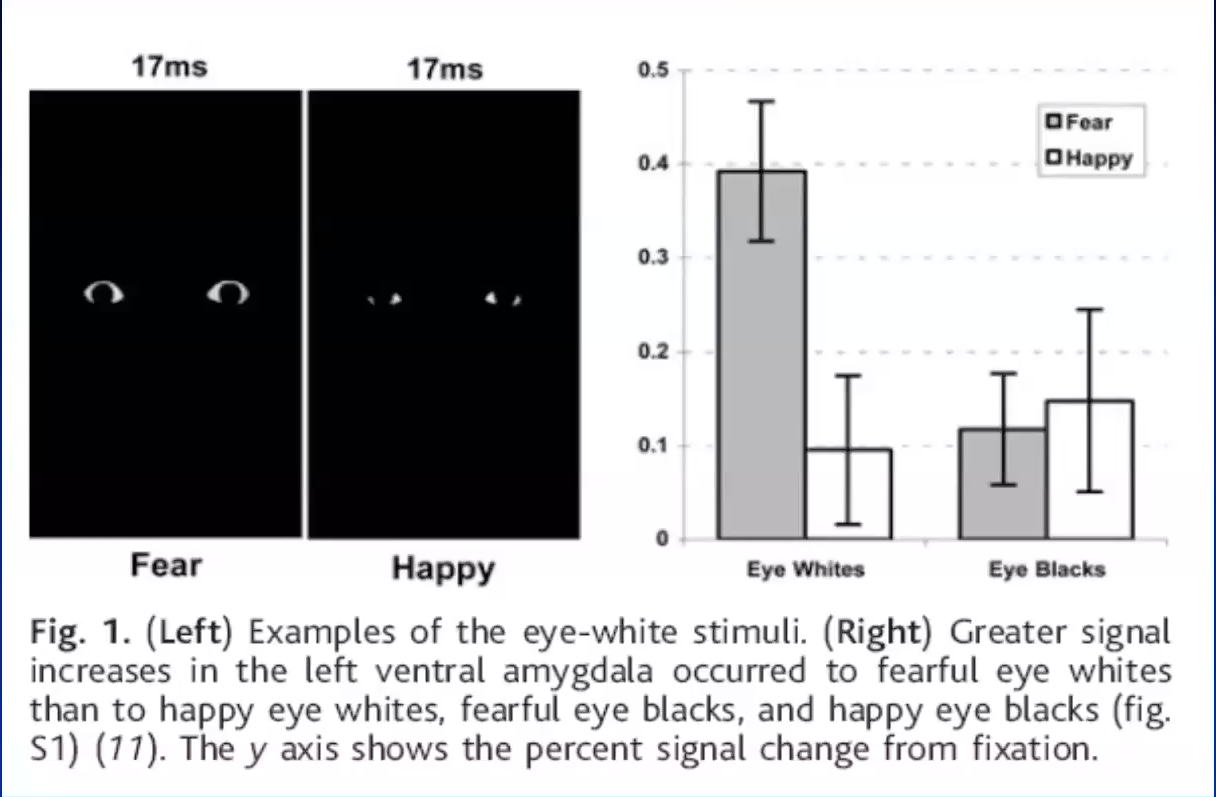 17ms
17ms
Fear
Happy
0.5
0.4
0.3
0.2
0.1
0
Fear
Happy
Eye Whites
Eye Blacks
Fig. 1. (Left) Examples of the eye-white stimuli. (Right) Greater signal
increases in the left ventral amygdala occurred to fearful eye whites
than to happy eye whites, fearful eye blacks, and happy eye blacks (fig.
S1) (11). The y axis shows the percent signal change from fixation.